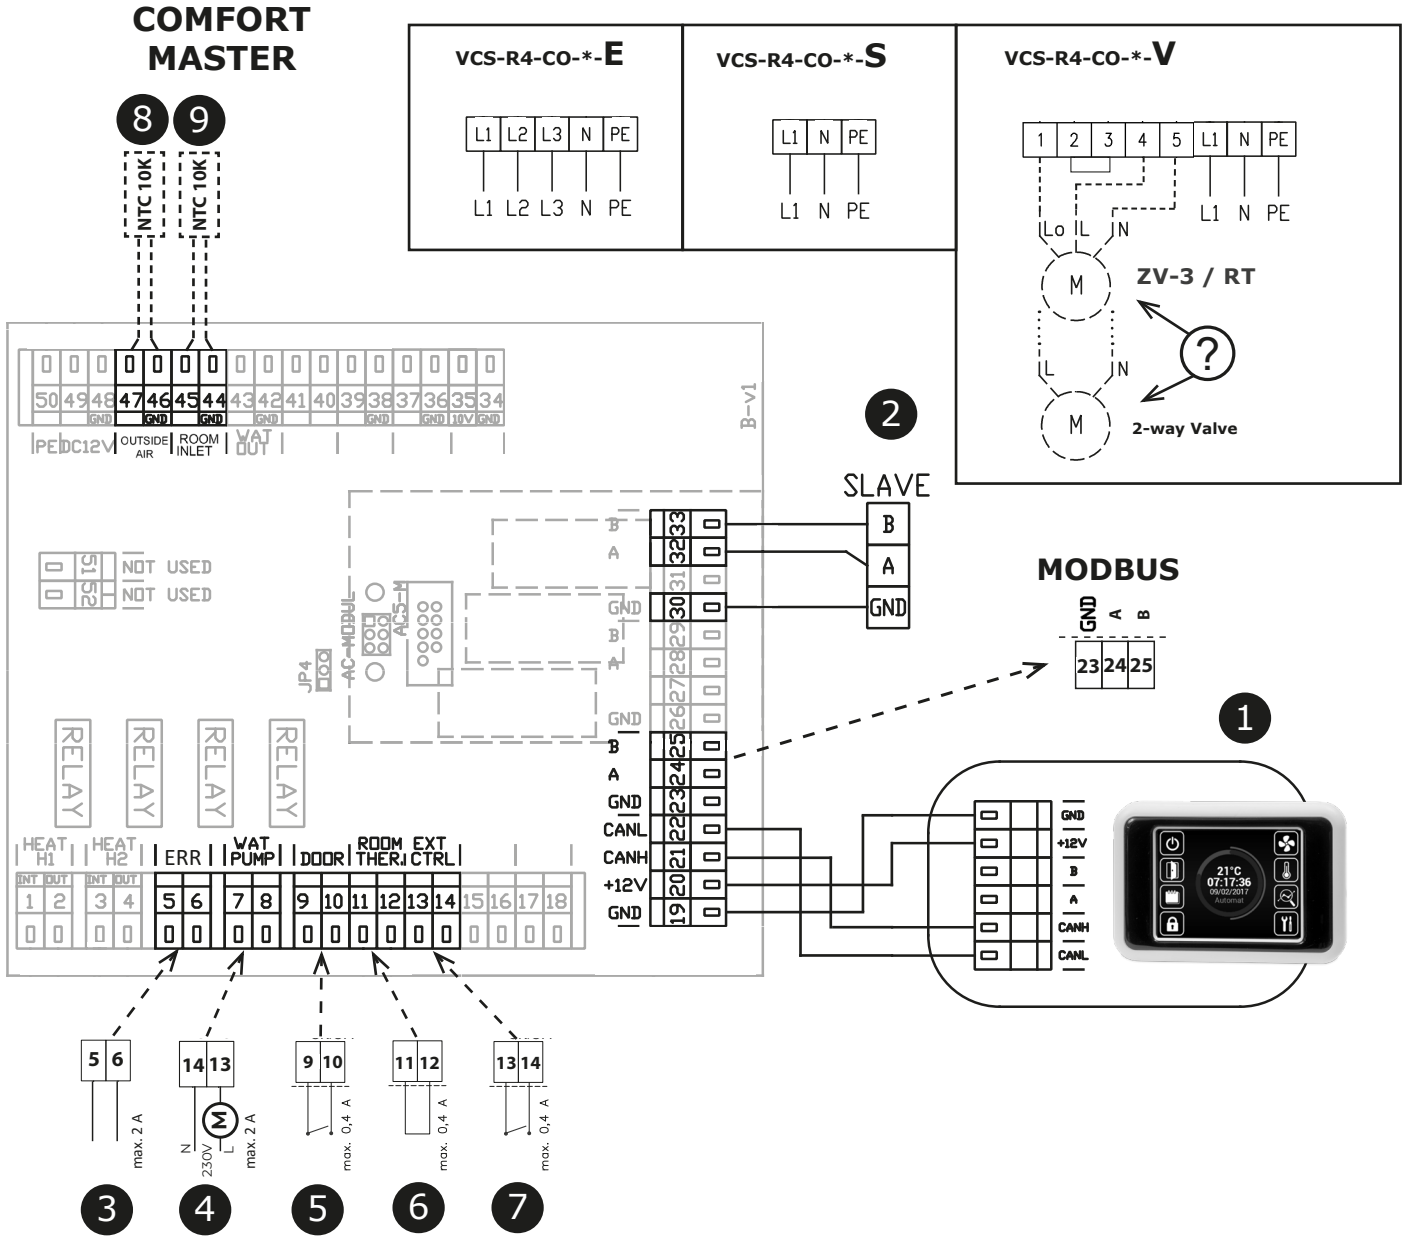 COMFORT
MASTER
8 9
NTC 10K NTC 10K
VCS-R4-CO-*-E
L1 L2 L3 N PE
L1 L2 L3 N PE
VCS-R4-CO-*-S
L1 N PE
L1 N PE
VCS-R4-CO-*-V
1 2 3 4 5 L1 N PE
L1 N PE
Lo L N
M
ZV-3 / RT
?
L N
M
2-way Valve
50 49 48 47 46 45 44 43 42 41 40 39 38 37 36 35 34
GND GND GND GND GND GND 10V GND
PE DC12V OUTSIDE AIR ROOM INLET WAT OUT
B-v1
2
SLAVE
B
A
GND
51 NOT USED
52 NOT USED
JP4
AC-MODUL
AC5-M
B 33
A 32
31
GND 30
B 29
A 28
27
GND 26
B 25
A 24
GND 23
CANL 22
CANH 21
+12V 20
GND 19
MODBUS
GND A B
23 24 25
1
GND
+12V
B
A
CANH
CANL
21°C
07:17:36
09/02/2017
Automat
RELAY RELAY RELAY RELAY
HEAT H1 HEAT H2 ERR WAT PUMP DOOR ROOM THER. EXT CTRL
INT OUT INT OUT
1 2 3 4 5 6 7 8 9 10 11 12 13 14 15 16 17 18
5 6
max. 2 A
3
14 13
M
N 230V L
max. 2 A
4
9 10
max. 0,4 A
5
11 12
max. 0,4 A
6
13 14
max. 0,4 A
7